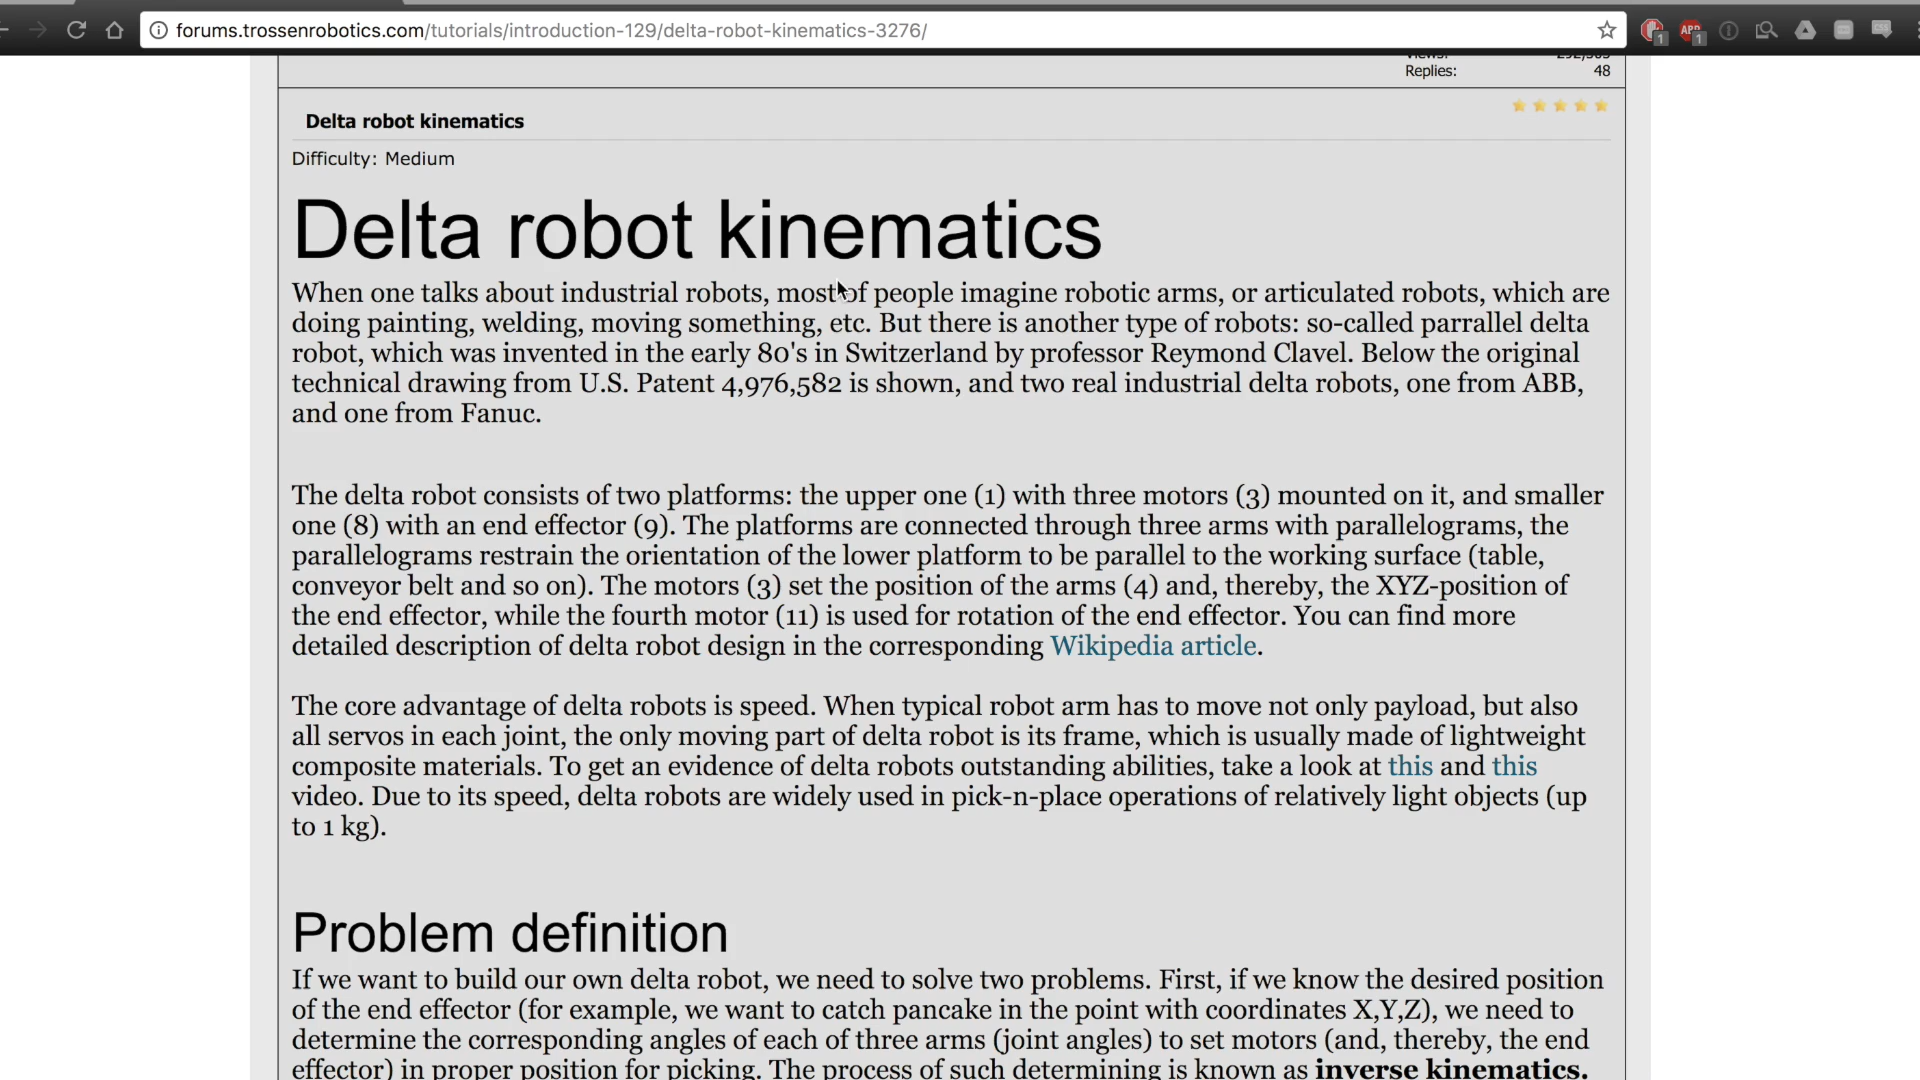 forums.trossenrobotics.com/tutorials/introduction-129/delta-robot-kinematics-3276/
Replies: 48
Delta robot kinematics
Difficulty: Medium
Delta robot kinematics
When one talks about industrial robots, most of people imagine robotic arms, or articulated robots, which are
doing painting, welding, moving something, etc. But there is another type of robots: so-called parrallel delta
robot, which was invented in the early 80's in Switzerland by professor Reymond Clavel. Below the original
technical drawing from U.S. Patent 4,976,582 is shown, and two real industrial delta robots, one from ABB,
and one from Fanuc.
The delta robot consists of two platforms: the upper one (1) with three motors (3) mounted on it, and smaller
one (8) with an end effector (9). The platforms are connected through three arms with parallelograms, the
parallelograms restrain the orientation of the lower platform to be parallel to the working surface (table,
conveyor belt and so on). The motors (3) set the position of the arms (4) and, thereby, the XYZ-position of
the end effector, while the fourth motor (11) is used for rotation of the end effector. You can find more
detailed description of delta robot design in the corresponding Wikipedia article.
The core advantage of delta robots is speed. When typical robot arm has to move not only payload, but also
all servos in each joint, the only moving part of delta robot is its frame, which is usually made of lightweight
composite materials. To get an evidence of delta robots outstanding abilities, take a look at this and this
video. Due to its speed, delta robots are widely used in pick-n-place operations of relatively light objects (up
to 1 kg).
Problem definition
If we want to build our own delta robot, we need to solve two problems. First, if we know the desired position
of the end effector (for example, we want to catch pancake in the point with coordinates X,Y,Z), we need to
determine the corresponding angles of each of three arms (joint angles) to set motors (and, thereby, the end
effector) in proper position for picking. The process of such determining is known as inverse kinematics.